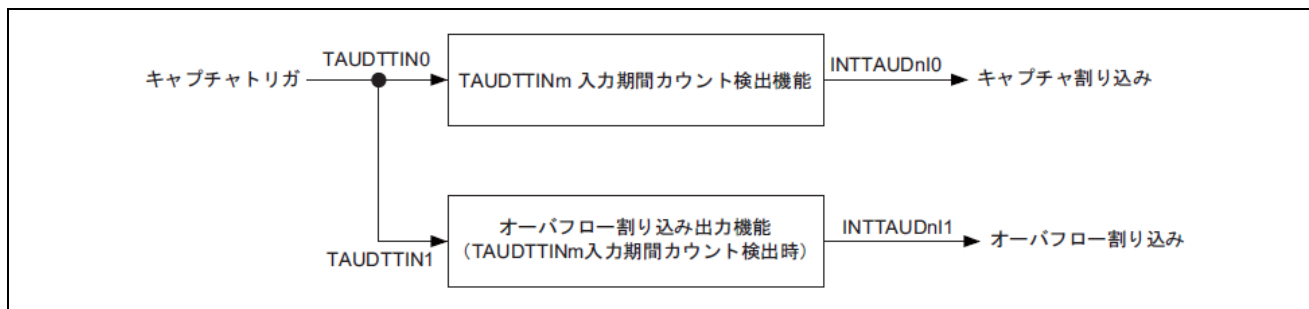 キャプチャトリガ
TAUDTTIN0
TAUDTTINm 入力期間カウント検出機能
INTTAUDnI0
キャプチャ割り込み
TAUDTTIN1
オーバフロー割り込み出力機能
（TAUDTTINm入力期間カウント検出時）
INTTAUDnI1
オーバフロー割り込み